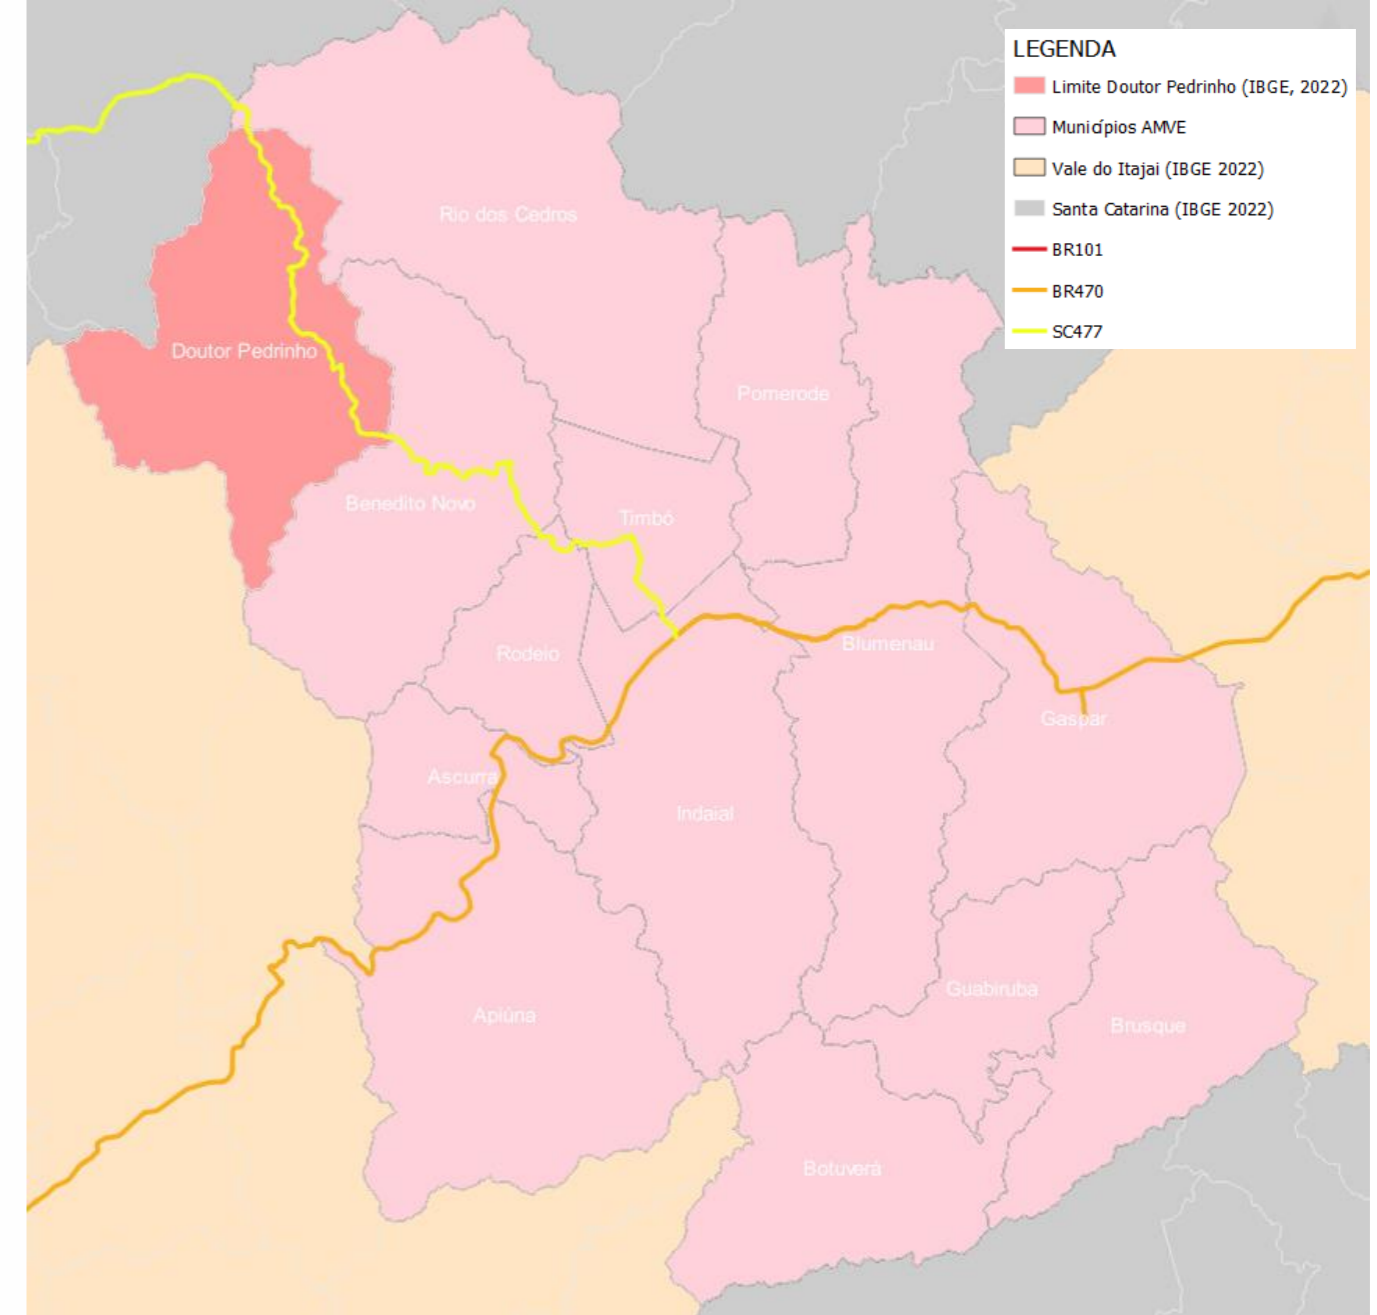 LEGENDA
Limite Doutor Pedrinho (IBGE, 2022)
Municípios AMVE
Vale do Itajai (IBGE 2022)
Santa Catarina (IBGE 2022)
BR101
BR470
SC477
Rio dos Cedros
Doutor Pedrinho
Pomerode
Benedito Novo
Timbó
Rodeio
Blumenau
Gaspar
Ascurra
Indaial
Guabiruba
Apiúna
Brusque
Botuverá